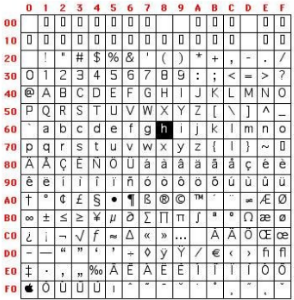 0 1 2 3 4 5 6 7 8 9 A B C D E F
00
10
20 ! " # $ % & ' ( ) * + , - . /
30 0 1 2 3 4 5 6 7 8 9 : ; < = > ?
40 @ A B C D E F G H I J K L M N O
50 P Q R S T U V W X Y Z [ \ ] ^ _
60 ` a b c d e f g h i j k l m n o
70 p q r s t u v w x y z { | } ~
80 Ä Å Ç É Ñ Ö Ü á à â ä ã å ç é è
90 ê ë í ì î ï ñ ó ò ô ö õ ú ù û ü
A0 † ° ¢ £ § • ¶ ß ® © ™ ´ ¨ ≠ Æ Ø
B0 ∞ ± ≤ ≥ ¥ µ ∂ ∑ ∏ π ∫ ª º Ω æ ø
C0 ¿ ¡ ¬ √ ƒ ≈ ∆ « » … À Ã Õ Œ œ
D0 – — “ ” ‘ ’ ÷ ◊ ÿ Ÿ ⁄ € ‹ › fi fl
E0 ‡ · ‚ „ ‰ Â Ê Á Ë È Í Î Ï Ì Ó Ô
F0  Ò Ú Û Ù ı ˆ ˜ ¯ ˘ ˙ ˚ ¸ ˝ ˛ ˇ